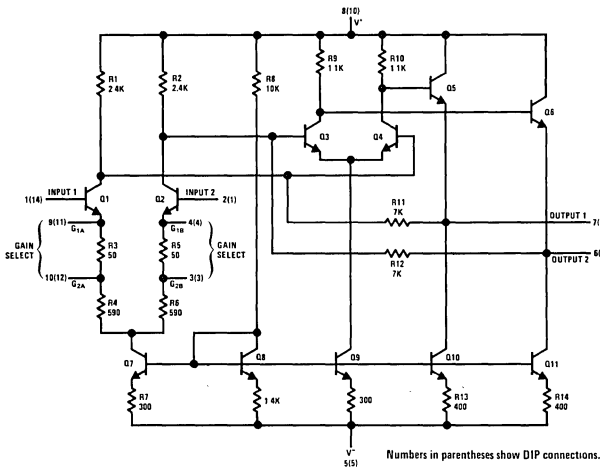 8(10)
V+
R1
2 4K
R2
2.4K
R8
10K
R9
1 1K
R10
1 1K
Q5
Q6
Q3
Q4
1(14)
INPUT 1
Q1
Q2
INPUT 2
2(1)
9(11)
G1A
4(4)
G1B
GAIN
SELECT
R3
50
R5
50
GAIN
SELECT
10(12)
G2A
3(3)
G2B
R4
590
R6
590
R11
7K
OUTPUT 1
7(
R12
7K
OUTPUT 2
6(
Q7
Q8
Q9
Q10
Q11
R7
300
1 4K
300
R13
400
R14
400
V-
5(5)
Numbers in parentheses show DIP connections.